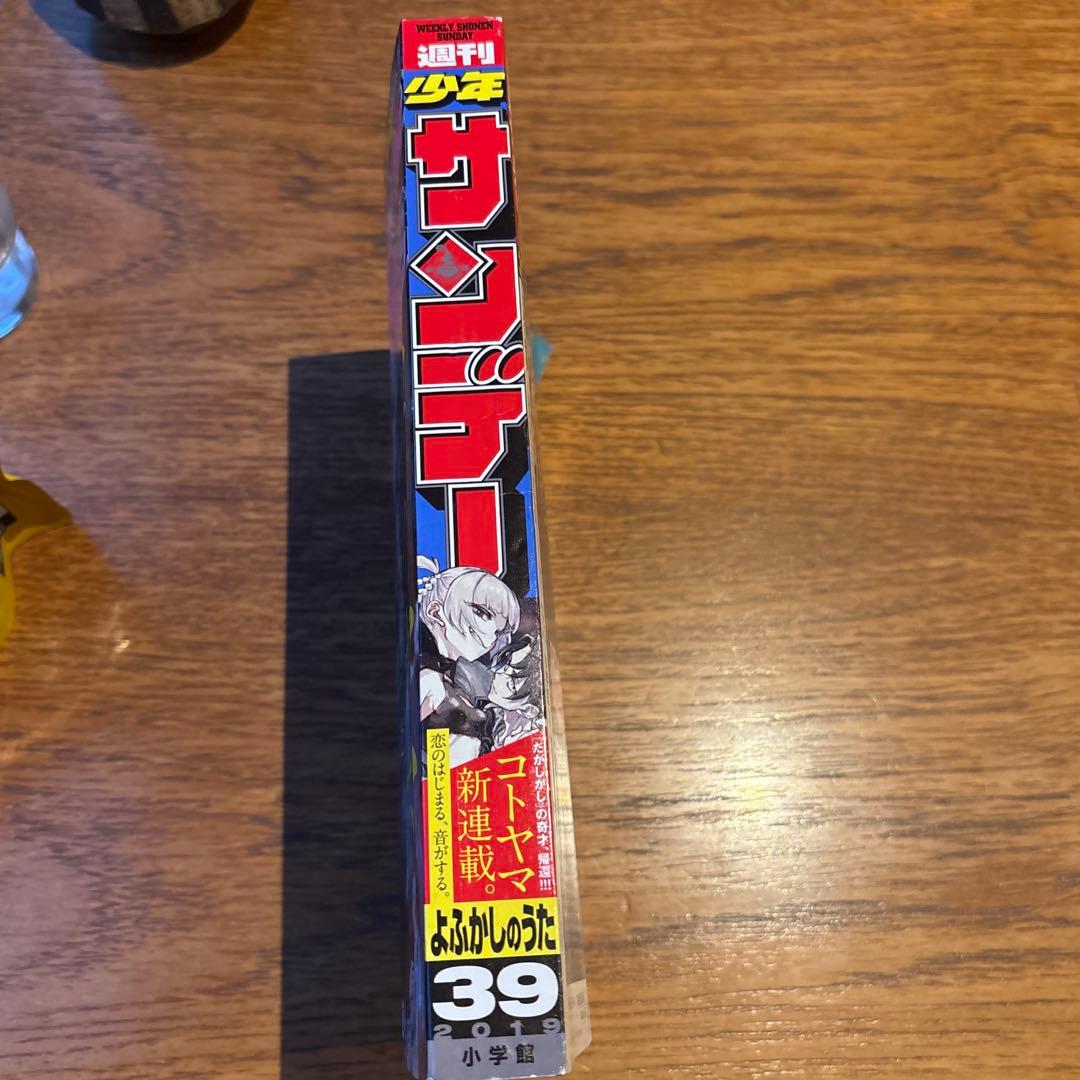 WEEKLY SHONEN
SUNDAY
週刊
少年
サンデー
「だがしかし」の奇才、帰還!!!
コトヤマ
新連載。
恋のはじまる、音がする。
よふかしのうた
39
2019
小学館